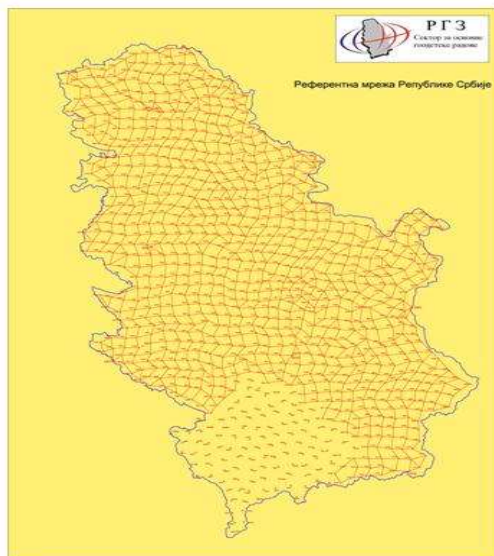 РГЗ
Сектор за основне
геодетске радове
Референтна мрежа Републике Србије